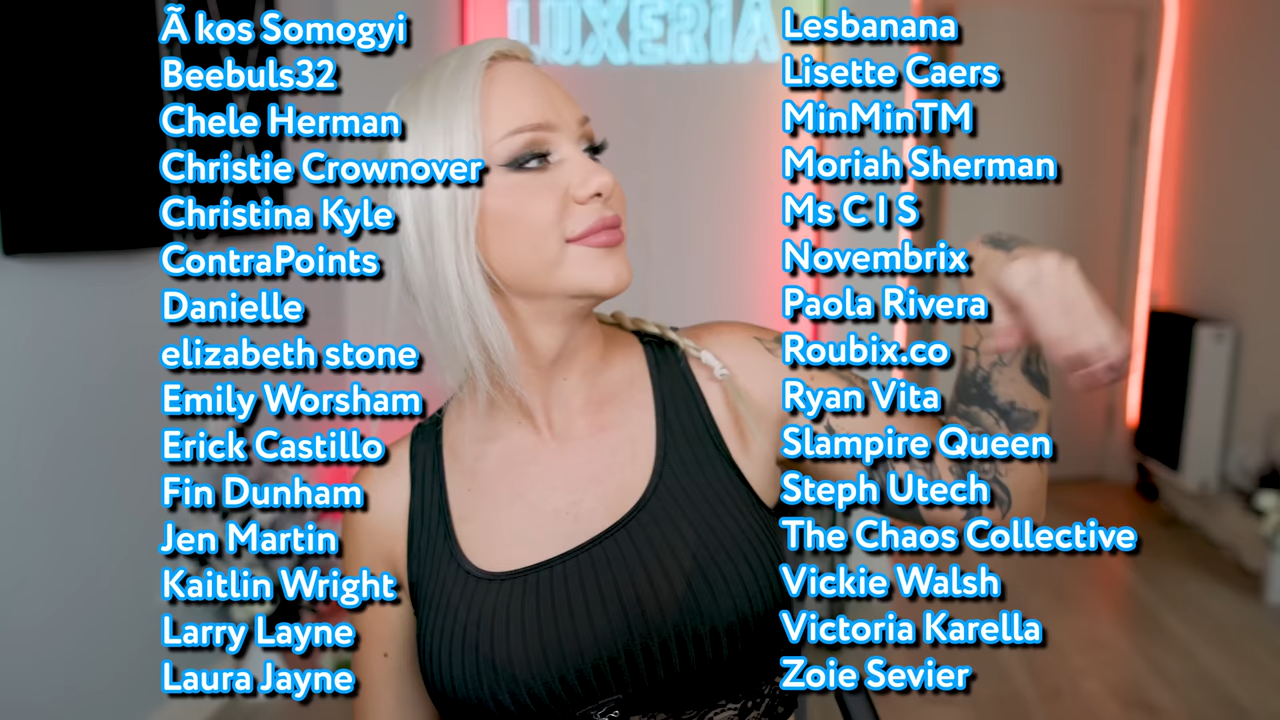 LUXERIA
Ã kos Somogyi
Beebuls32
Chele Herman
Christie Crownover
Christina Kyle
ContraPoints
Danielle
elizabeth stone
Emily Worsham
Erick Castillo
Fin Dunham
Jen Martin
Kaitlin Wright
Larry Layne
Laura Jayne
Lesbanana
Lisette Caers
MinMinTM
Moriah Sherman
Ms C I S
Novembrix
Paola Rivera
Roubix.co
Ryan Vita
Slampire Queen
Steph Utech
The Chaos Collective
Vickie Walsh
Victoria Karella
Zoie Sevier